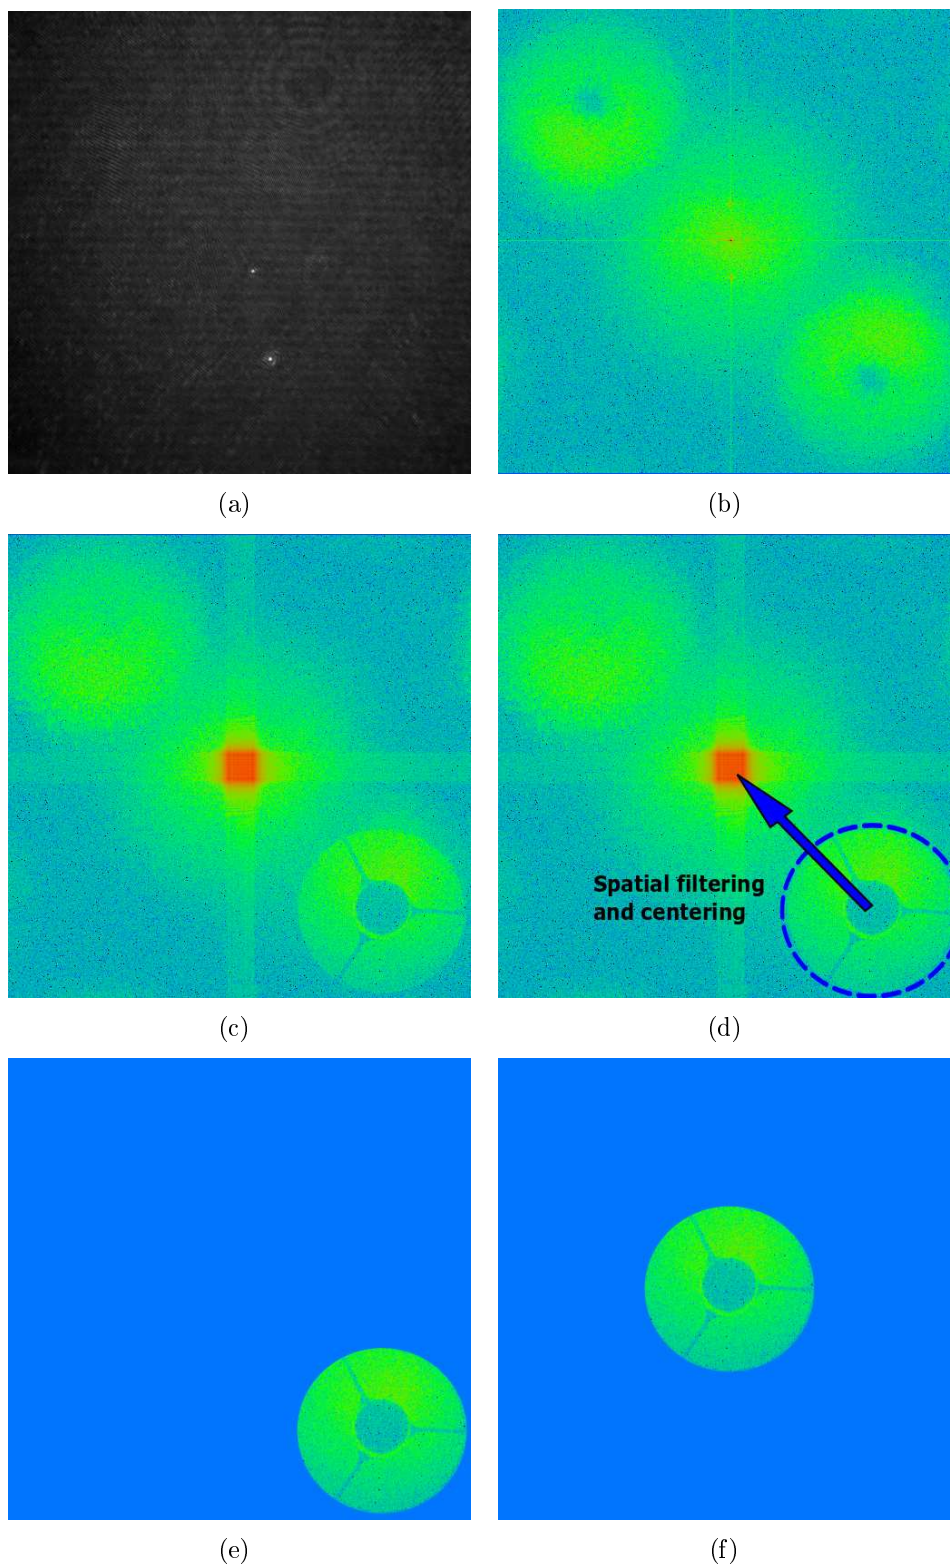 (a)
(b)
(c)
Spatial filtering
and centering
(d)
(e)
(f)